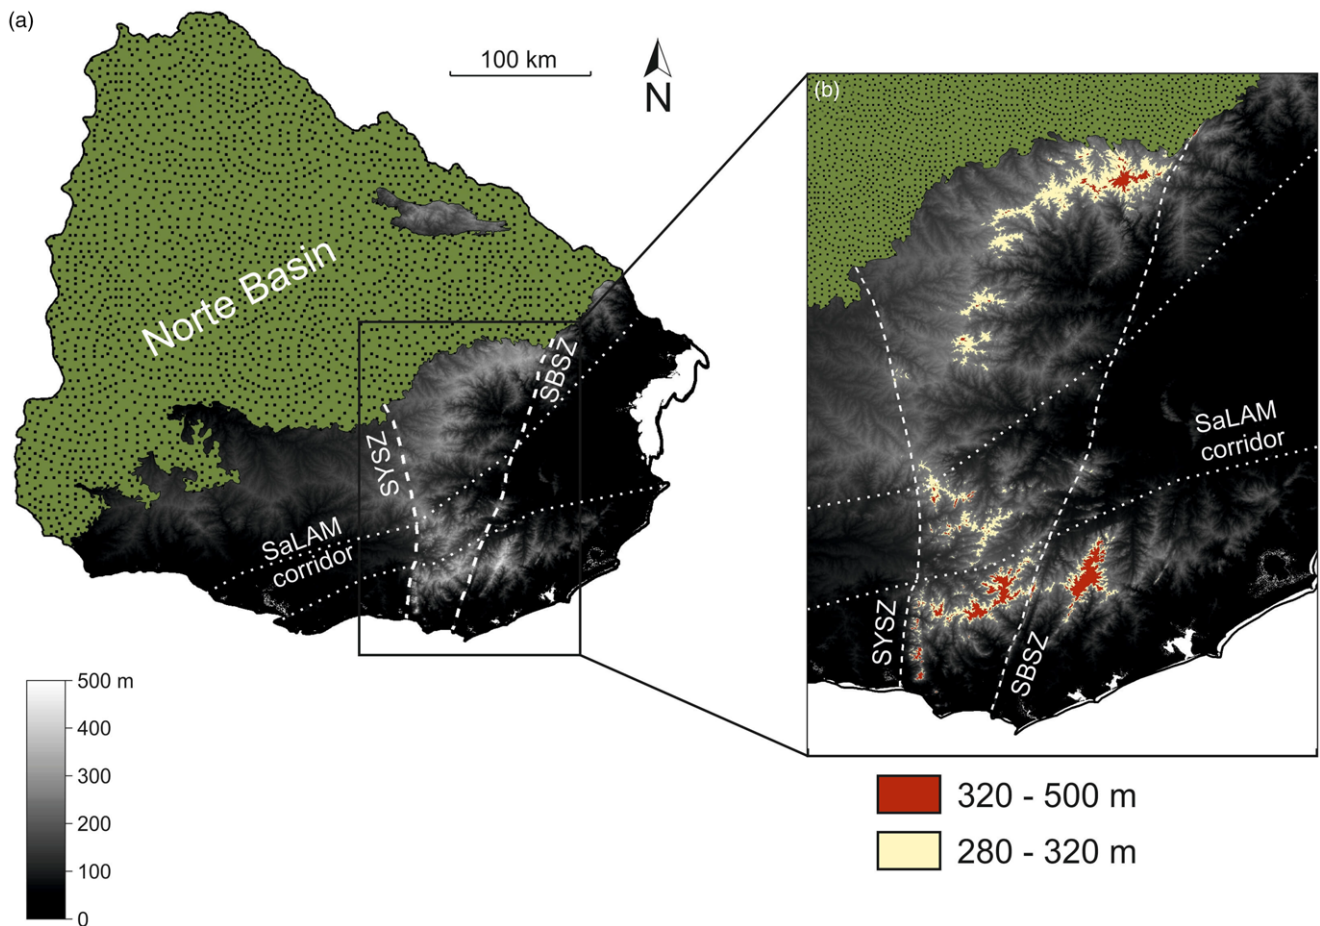 (a)
100 km
N
(b)
Norte Basin
SBSZ
SYSZ
SaLAM
corridor
SaLAM
corridor
SYSZ
SBSZ
500 m
400
300
200
100
0
320 - 500 m
280 - 320 m